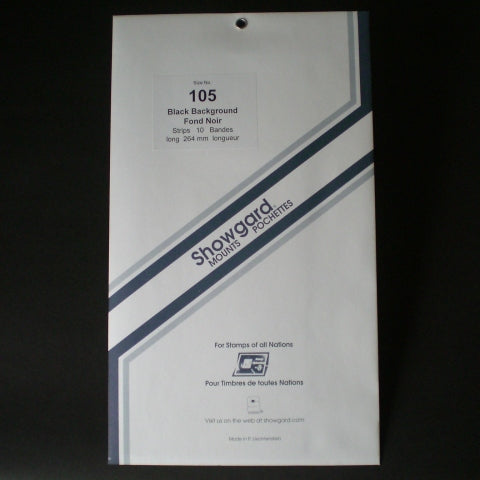 Size No.
105
Black Background
Fond Noir
Strips 10 Bandes
long 264 mm longueur
Showgard
MOUNTS POCHETTES
For Stamps of all Nations
Pour Timbres de toutes Nations
Visit us on the web at showgard.com
Made in Liechtenstein